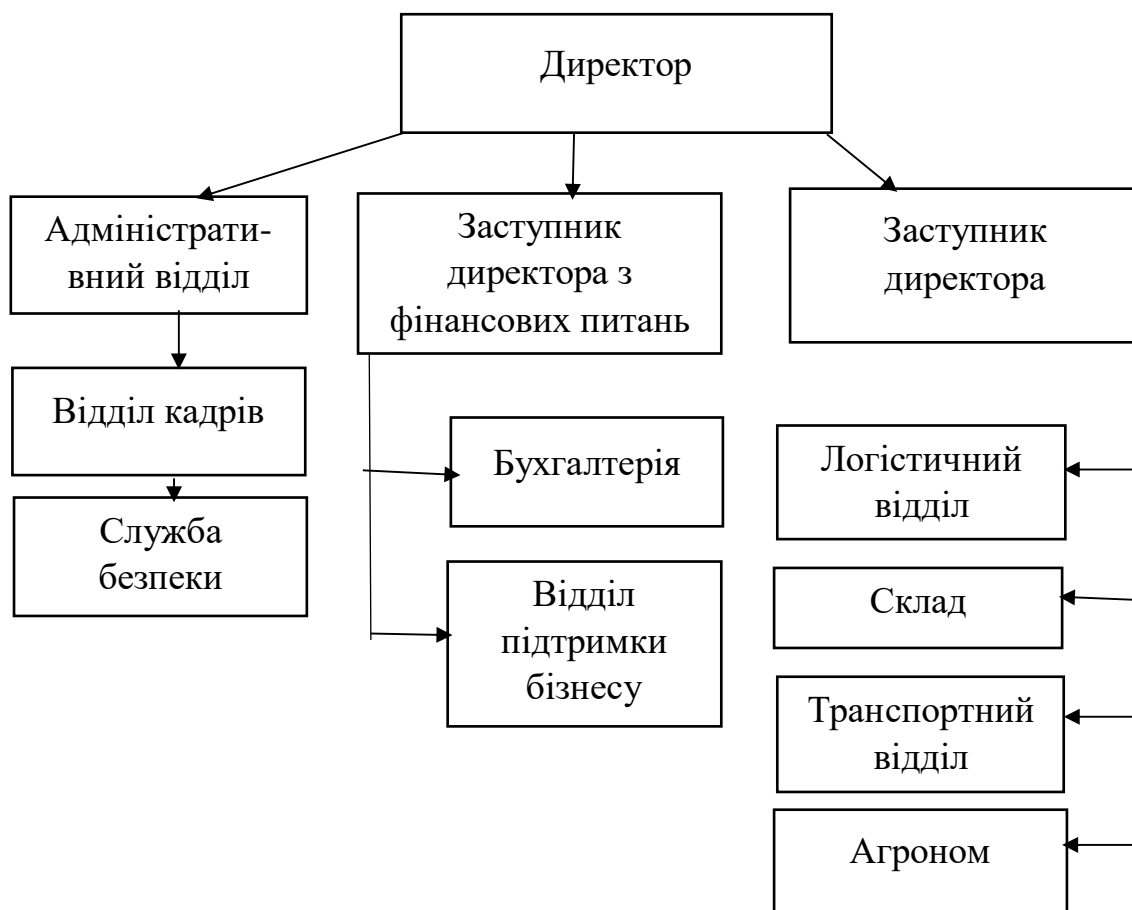 Директор
Адміністрати-
вний відділ
Заступник
директора з
фінансових питань
Заступник
директора
Відділ кадрів
Служба
безпеки
Бухгалтерія
Відділ
підтримки
бізнесу
Логістичний
відділ
Склад
Транспортний
відділ
Агроном